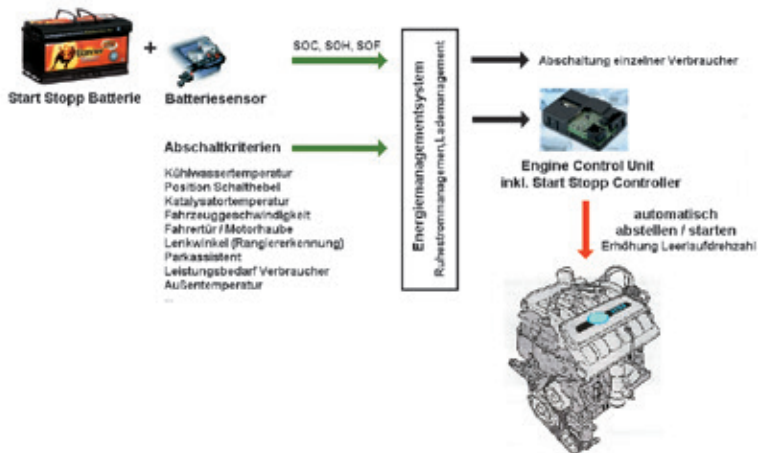 SOC, SOH, SOF
+
Start Stopp Batterie
Batteriesensor
Abschaltkriterien
Kühlwassertemperatur
Position Schalthebel
Katalysatortemperatur
Fahrzeuggeschwindigkeit
Fahrertür / Motorhaube
Lenkwinkel (Rangiererkennung)
Parkassistent
Leistungsbedarf Verbraucher
Außentemperatur
...
Energiemanagementsystem
Ruhestrommanagement, Lademanagement
Abschaltung einzelner Verbraucher
Engine Control Unit
inkl. Start Stopp Controller
automatisch
abstellen / starten
Erhöhung Leerlaufdrehzahl